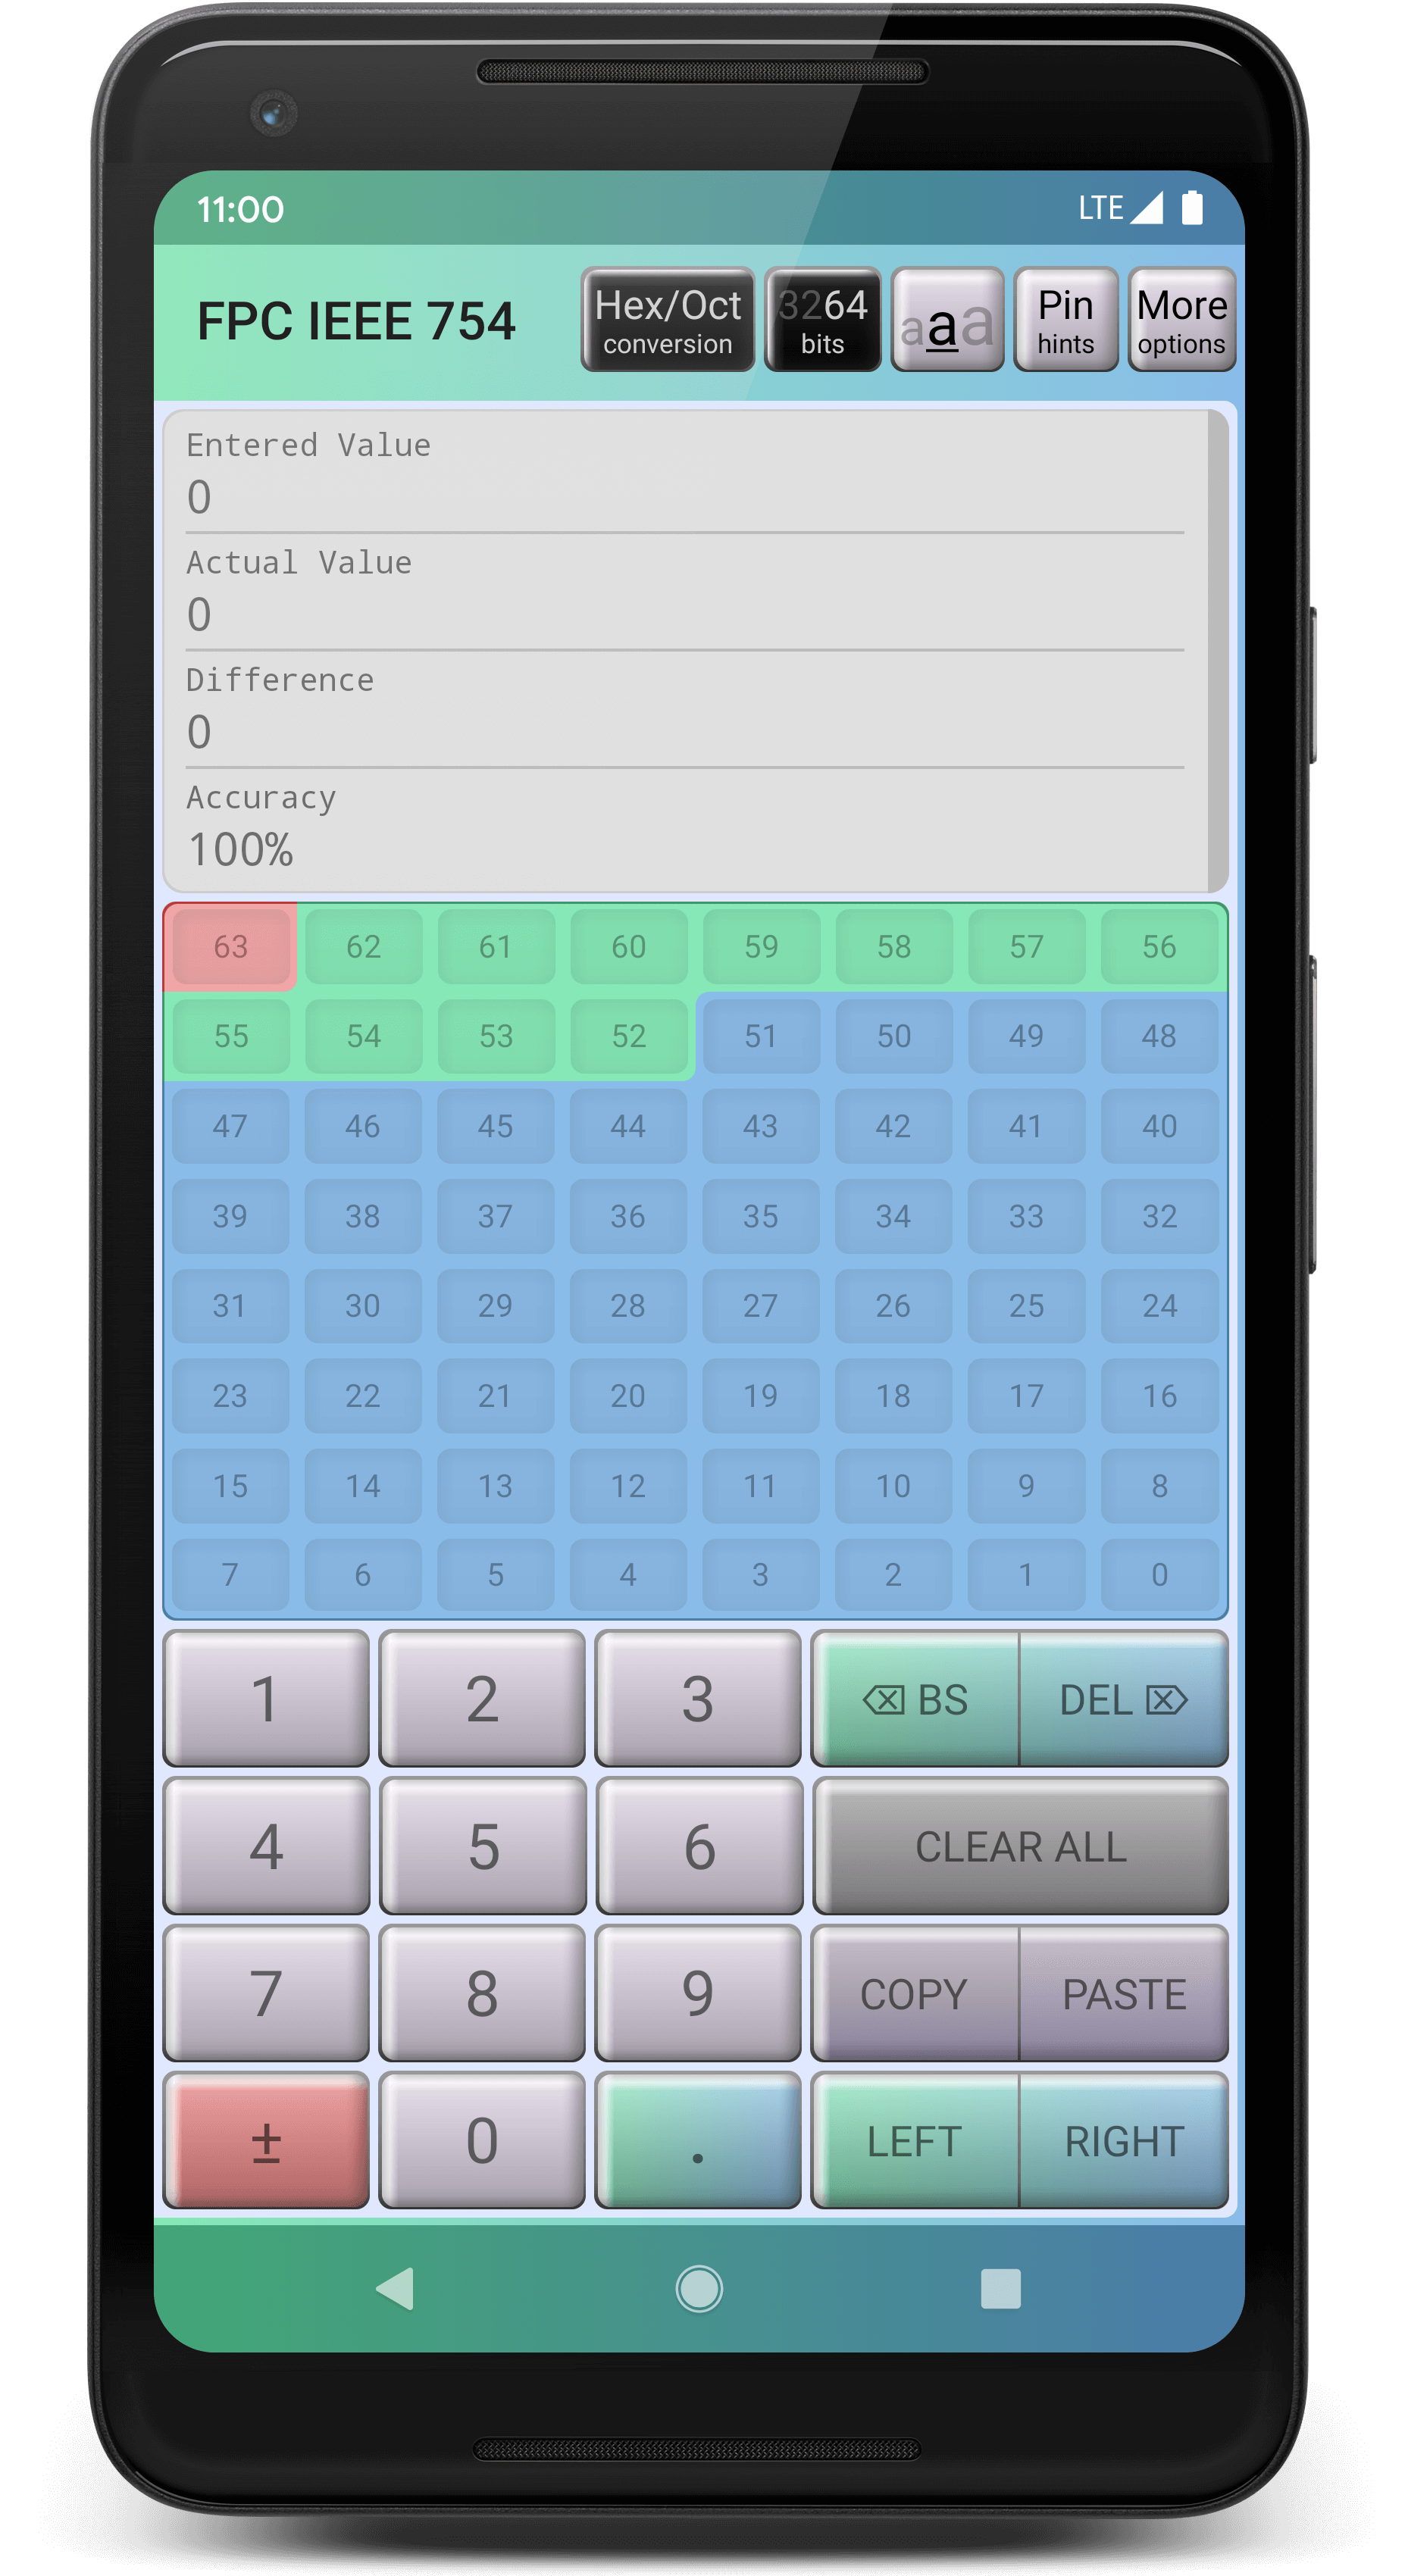 11:00 LTE
FPC IEEE 754
Hex/Oct
conversion
3264
bits
aaa
Pin
hints
More
options
Entered Value
0
Actual Value
0
Difference
0
Accuracy
100%
63 62 61 60 59 58 57 56
55 54 53 52 51 50 49 48
47 46 45 44 43 42 41 40
39 38 37 36 35 34 33 32
31 30 29 28 27 26 25 24
23 22 21 20 19 18 17 16
15 14 13 12 11 10 9 8
7 6 5 4 3 2 1 0
1 2 3 BS DEL
4 5 6 CLEAR ALL
7 8 9 COPY PASTE
± 0 . LEFT RIGHT